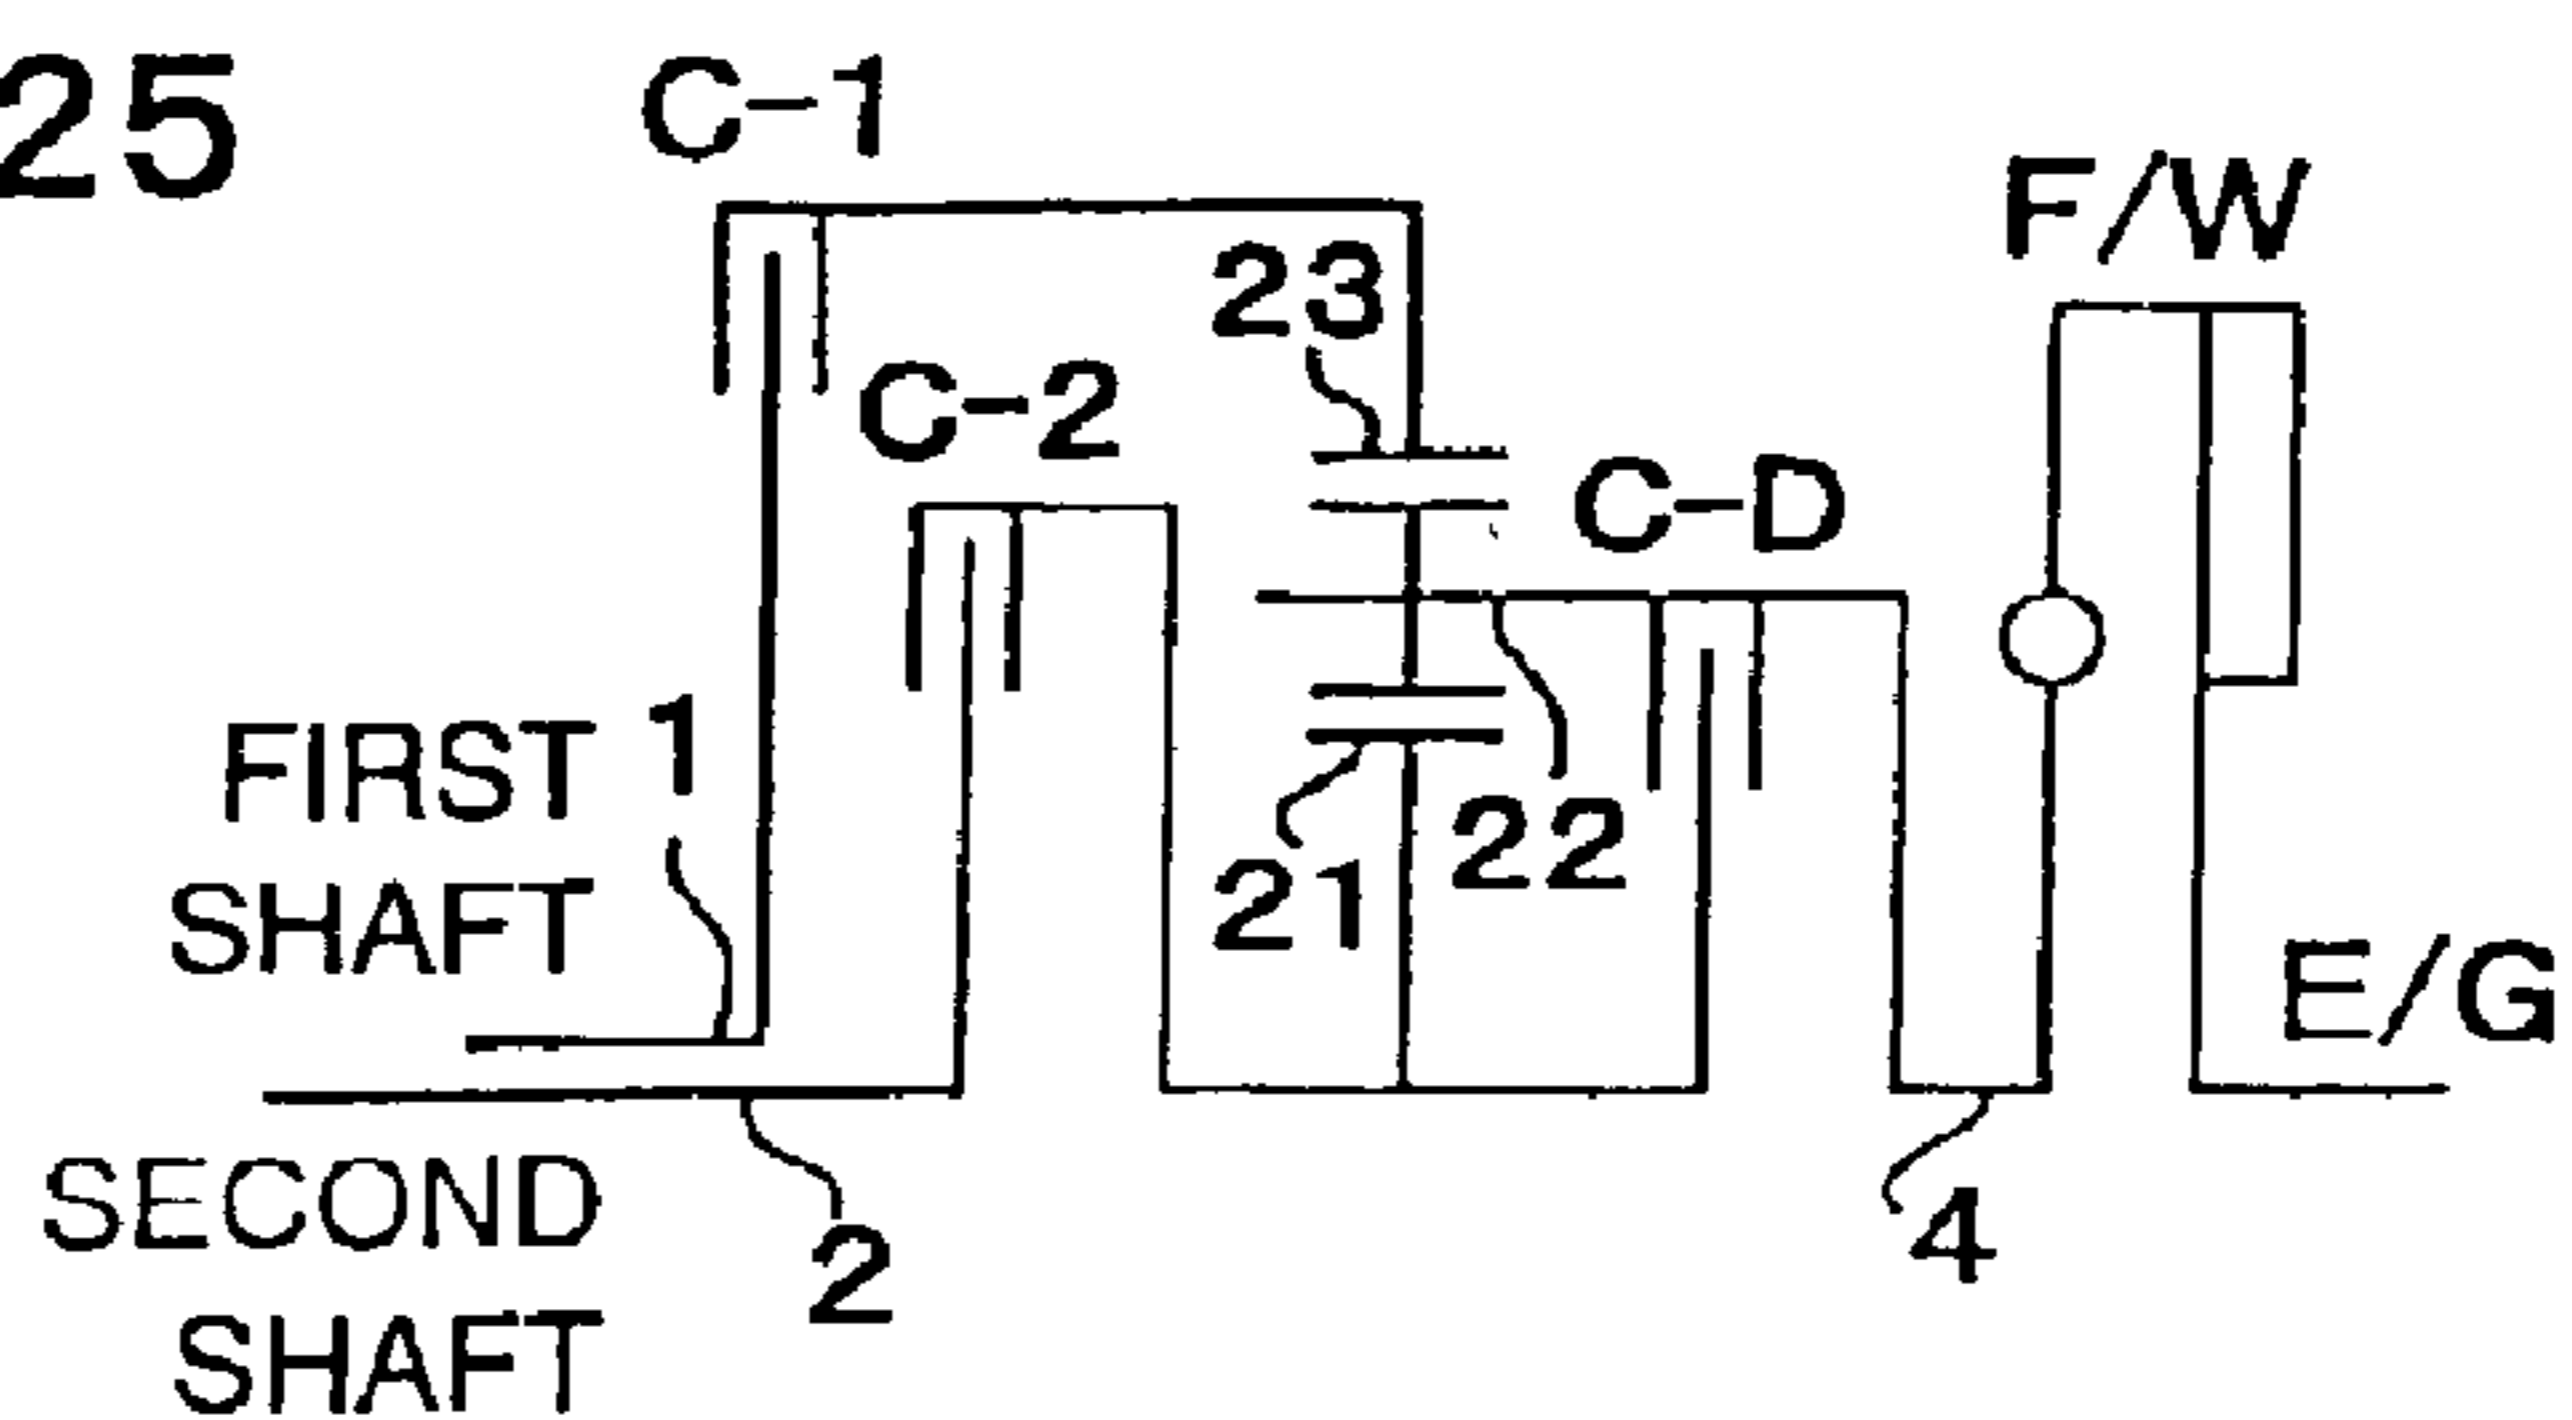 25
C-1
F/W
23
C-2
C-D
FIRST 1
SHAFT
22
21
E/G
SECOND
SHAFT
2
4